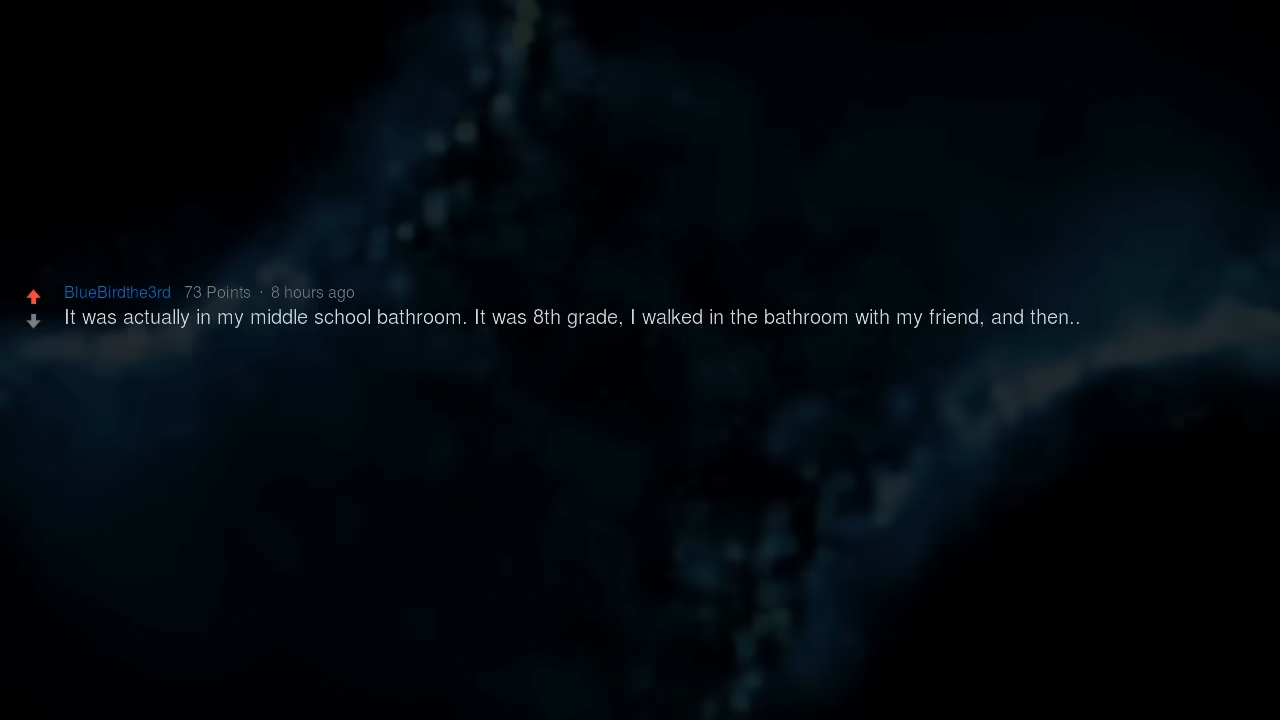 BlueBirdthe3rd 73 Points · 8 hours ago
It was actually in my middle school bathroom. It was 8th grade, I walked in the bathroom with my friend, and then..